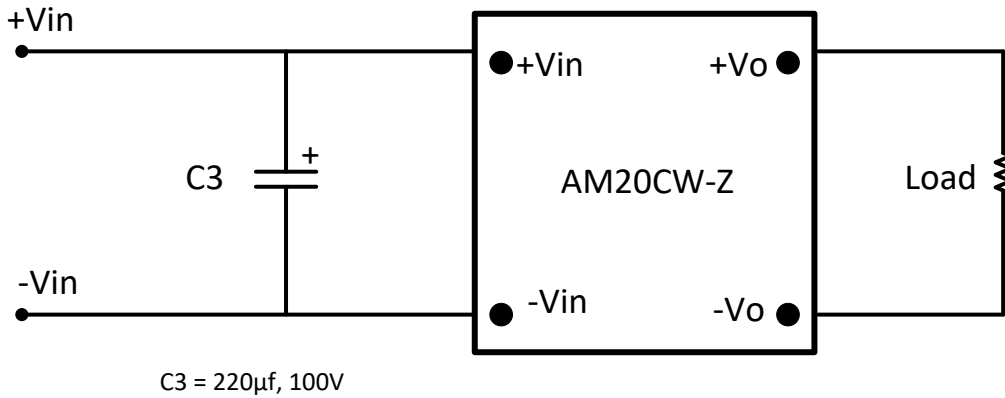 +Vin
+Vin
+Vo
+
C3
AM20CW-Z
Load
-Vin
-Vin
-Vo
C3 = 220µf, 100V